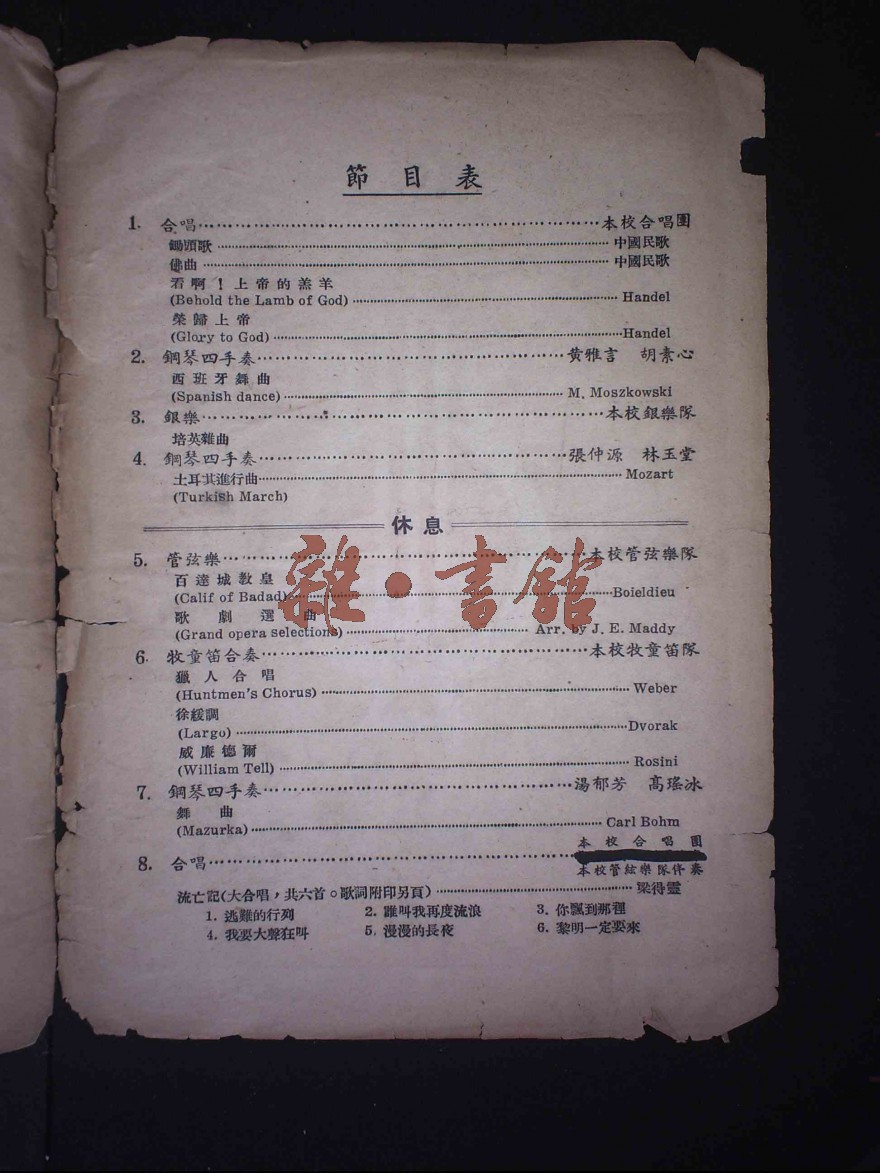 節目表
1. 合唱……本校合唱團
鋤頭歌……中國民歌
佛曲……中國民歌
看啊！上帝的羔羊
(Behold the Lamb of God)……Handel
榮歸上帝
(Glory to God)……Handel
2. 鋼琴四手奏……黃雅言 胡素心
西班牙舞曲
(Spanish dance)……M. Moszkowski
3. 銀樂……本校銀樂隊
培英雜曲
4. 鋼琴四手奏……張仲源 林玉堂
土耳其進行曲……Mozart
(Turkish March)
休息
5. 管弦樂……本校管弦樂隊
百達城教皇
(Calif of Badad)……Boieldieu
歌劇選曲
(Grand opera selections)……Arr. by J. E. Maddy
6. 牧童笛合奏……本校牧童笛隊
獵人合唱
(Huntmen's Chorus)……Weber
徐緩調
(Largo)……Dvorak
威廉德爾
(William Tell)……Rosini
7. 鋼琴四手奏……湯郁芳 高瑤冰
舞曲
(Mazurka)……Carl Bohm
本校合唱團
8. 合唱……
本校管絃樂隊伴奏
流亡記(大合唱，共六首。歌詞附印另頁)……梁得靈
1. 逃難的行列 2. 誰叫我再度流浪 3. 你飄到那裡
4. 我要大聲狂叫 5. 漫漫的長夜 6. 黎明一定要來
雜·書館